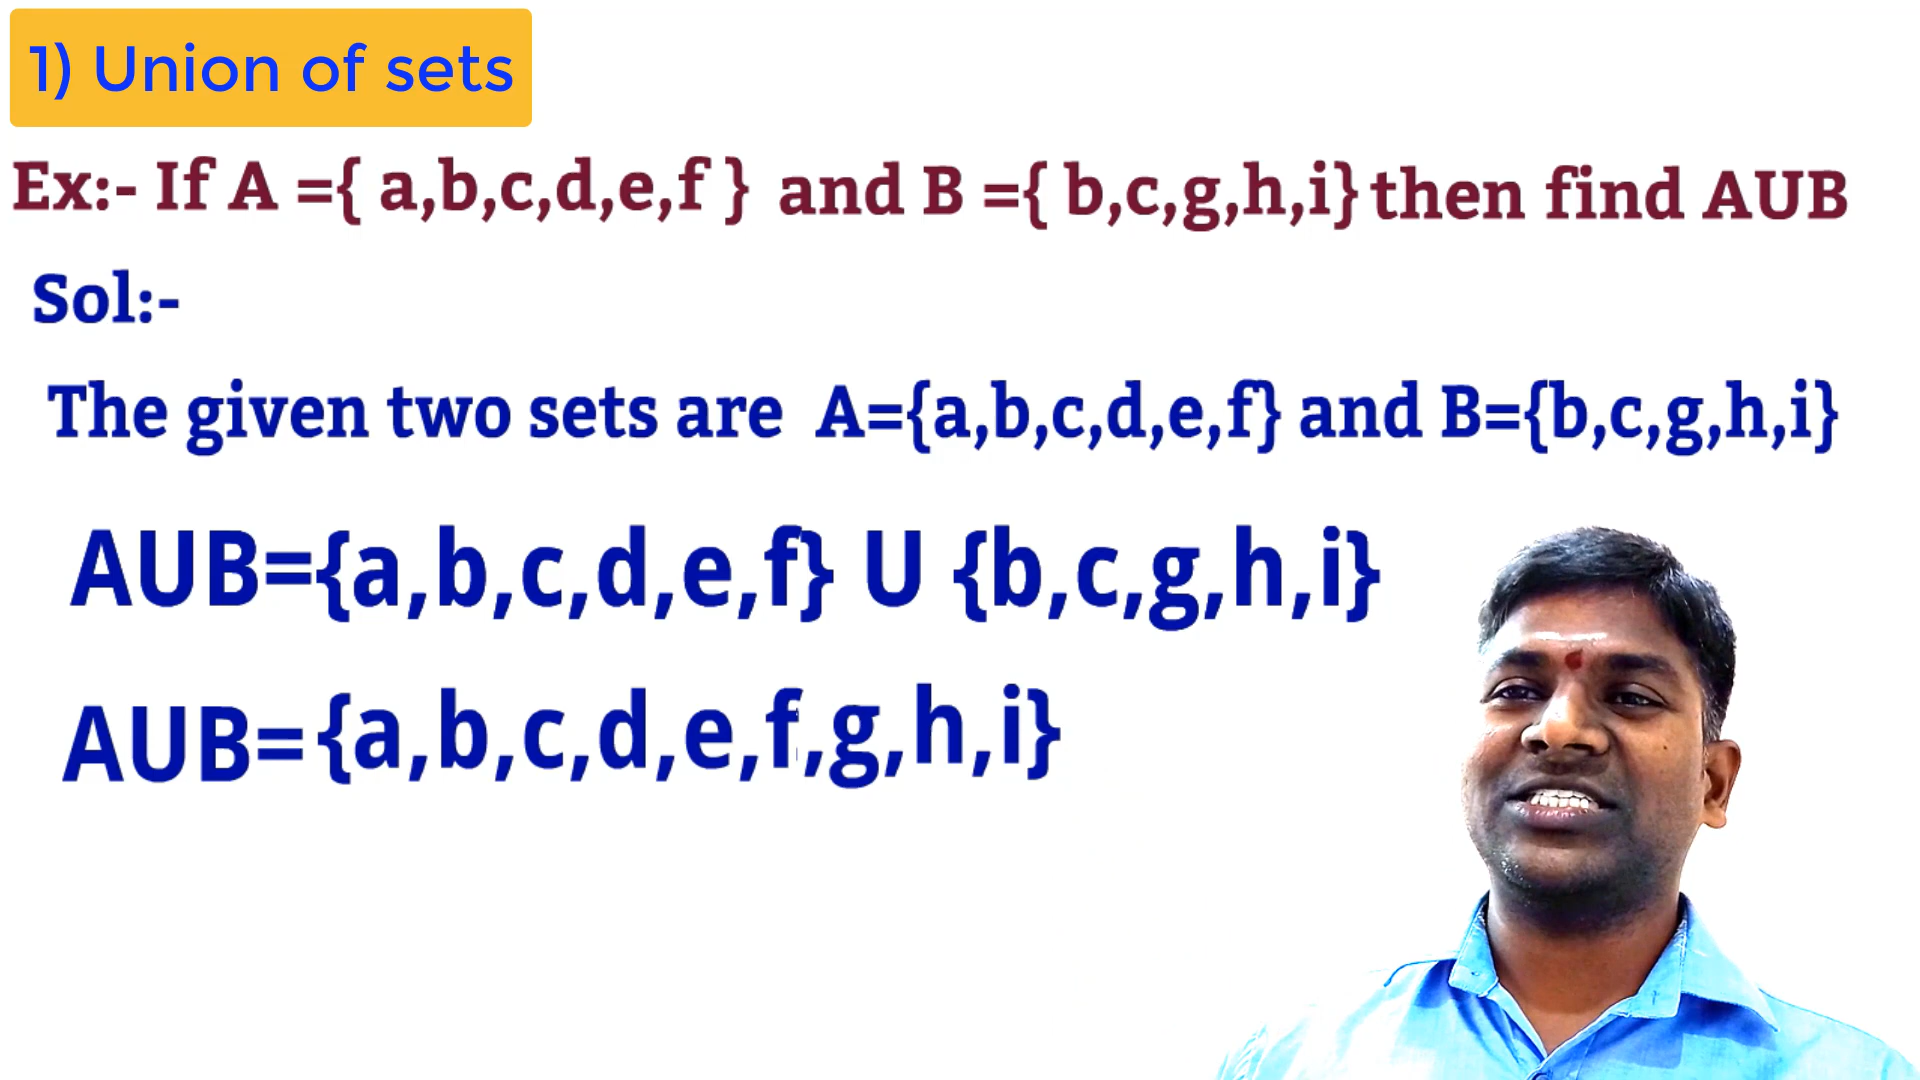 1) Union of sets
Ex:- If A ={ a,b,c,d,e,f } and B ={ b,c,g,h,i} then find AUB
Sol:-
The given two sets are A={a,b,c,d,e,f} and B={b,c,g,h,i}
AUB={a,b,c,d,e,f} U {b,c,g,h,i}
AUB={a,b,c,d,e,f,g,h,i}